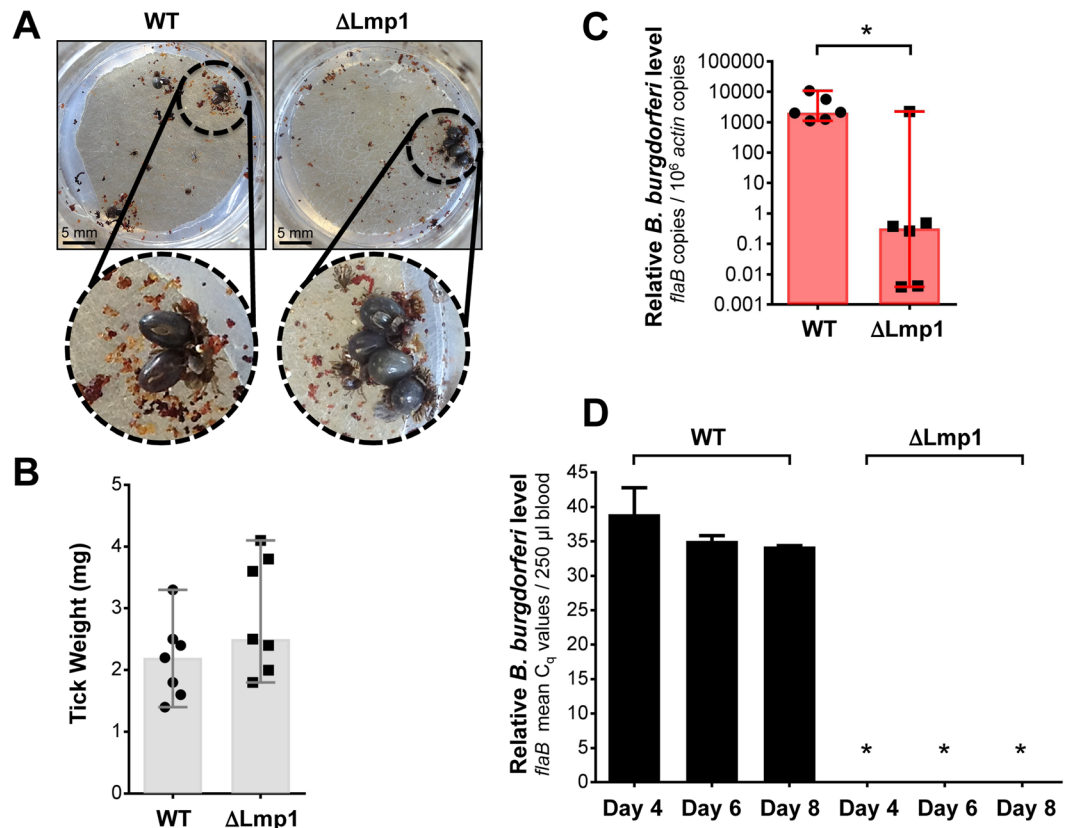 A
WT
ΔLmp1
5 mm
5 mm
B
Tick Weight (mg)
5
4
3
2
1
0
WT
ΔLmp1
C
Relative B. burgdorferi level
flaB copies / 10⁶ actin copies
*
100000
10000
1000
100
10
1
0.1
0.01
0.001
WT
ΔLmp1
D
Relative B. burgdorferi level
flaB mean Cq values / 250 µl blood
WT
ΔLmp1
45
40
35
30
25
20
15
10
5
0
* * *
Day 4 Day 6 Day 8 Day 4 Day 6 Day 8